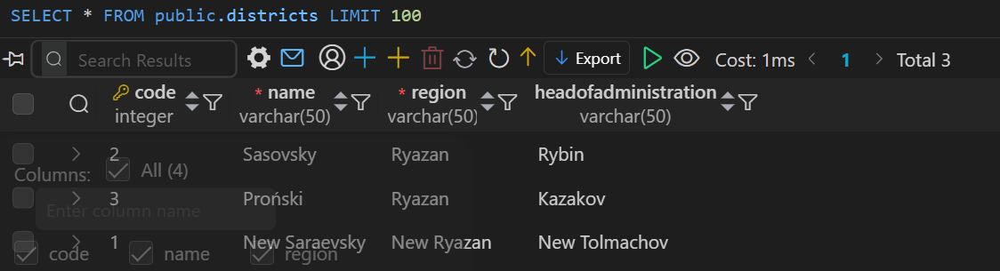 SELECT * FROM public.districts LIMIT 100
Search Results Export Cost: 1ms 1 Total 3
code * name * region headofadministration
integer varchar(50) varchar(50) varchar(50)
2 Sasovsky Ryazan Rybin
Columns: All (4)
3 Proński Ryazan Kazakov
Enter column name
1 New Saraevsky New Ryazan New Tolmachov
code name region